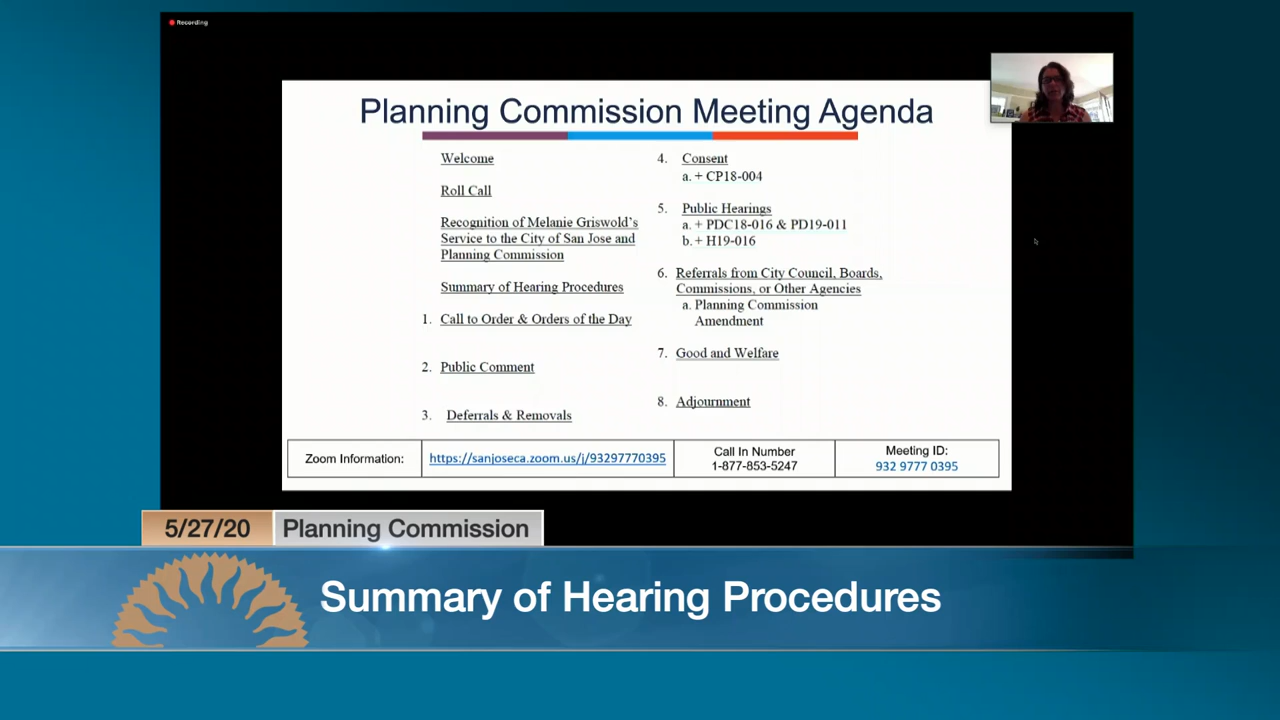 Recording
Planning Commission Meeting Agenda
Welcome
Roll Call
Recognition of Melanie Griswold's
Service to the City of San Jose and
Planning Commission
Summary of Hearing Procedures
1. Call to Order & Orders of the Day
2. Public Comment
3. Deferrals & Removals
4. Consent
a. + CP18-004
5. Public Hearings
a. + PDC18-016 & PD19-011
b. + H19-016
6. Referrals from City Council, Boards,
Commissions, or Other Agencies
a. Planning Commission
Amendment
7. Good and Welfare
8. Adjournment
Zoom Information:
https://sanjoseca.zoom.us/j/93297770395
Call In Number
1-877-853-5247
Meeting ID:
932 9777 0395
5/27/20
Planning Commission
Summary of Hearing Procedures